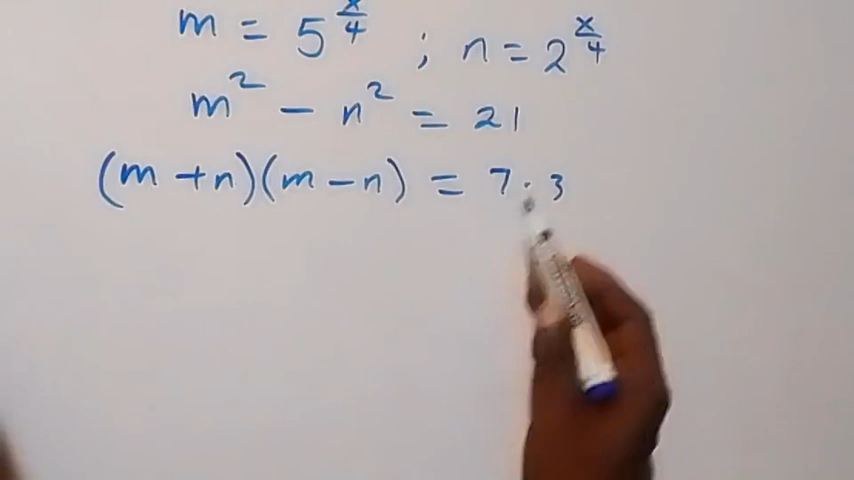 m = 5^{x/4} ; n = 2^{x/4}
m² - n² = 21
(m + n)(m - n) = 7 · 3